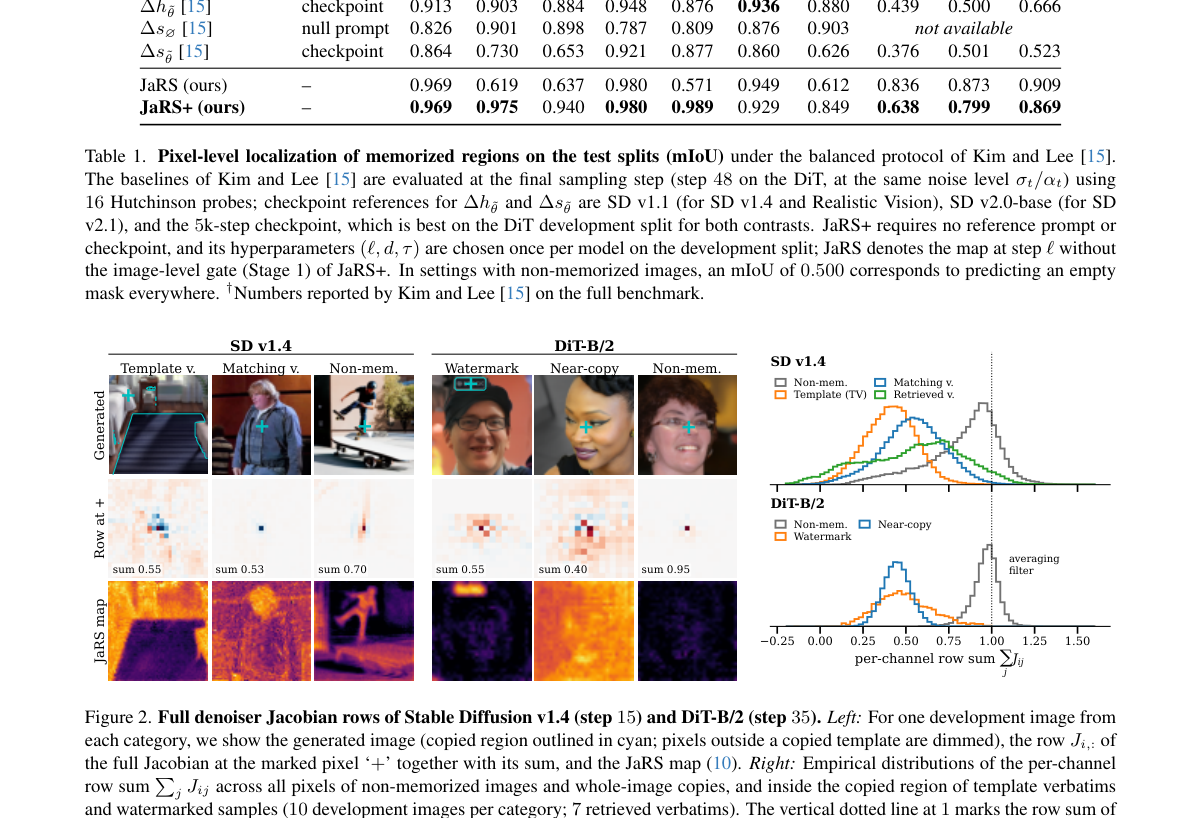 Δh_θ̃ [15] checkpoint 0.913 0.903 0.884 0.948 0.876 0.936 0.880 0.439 0.500 0.666
Δs_∅ [15] null prompt 0.826 0.901 0.898 0.787 0.809 0.876 0.903 not available
Δs_θ̃ [15] checkpoint 0.864 0.730 0.653 0.921 0.877 0.860 0.626 0.376 0.501 0.523
JaRS (ours) – 0.969 0.619 0.637 0.980 0.571 0.949 0.612 0.836 0.873 0.909
JaRS+ (ours) – 0.969 0.975 0.940 0.980 0.989 0.929 0.849 0.638 0.799 0.869
Table 1. Pixel-level localization of memorized regions on the test splits (mIoU) under the balanced protocol of Kim and Lee [15].
The baselines of Kim and Lee [15] are evaluated at the final sampling step (step 48 on the DiT, at the same noise level σ_t/α_t) using
16 Hutchinson probes; checkpoint references for Δh_θ̃ and Δs_θ̃ are SD v1.1 (for SD v1.4 and Realistic Vision), SD v2.0-base (for SD
v2.1), and the 5k-step checkpoint, which is best on the DiT development split for both contrasts. JaRS+ requires no reference prompt or
checkpoint, and its hyperparameters (ℓ, d, τ) are chosen once per model on the development split; JaRS denotes the map at step ℓ without
the image-level gate (Stage 1) of JaRS+. In settings with non-memorized images, an mIoU of 0.500 corresponds to predicting an empty
mask everywhere. †Numbers reported by Kim and Lee [15] on the full benchmark.
SD v1.4
Template v. Matching v. Non-mem.
DiT-B/2
Watermark Near-copy Non-mem.
Generated
Row at +
sum 0.55 sum 0.53 sum 0.70 sum 0.55 sum 0.40 sum 0.95
JaRS map
SD v1.4
Non-mem. Matching v.
Template (TV) Retrieved v.
DiT-B/2
Non-mem. Near-copy
Watermark
averaging
filter
−0.25 0.00 0.25 0.50 0.75 1.00 1.25 1.50
per-channel row sum ∑_j J_ij
Figure 2. Full denoiser Jacobian rows of Stable Diffusion v1.4 (step 15) and DiT-B/2 (step 35). Left: For one development image from
each category, we show the generated image (copied region outlined in cyan; pixels outside a copied template are dimmed), the row J_i,: of
the full Jacobian at the marked pixel ‘+’ together with its sum, and the JaRS map (10). Right: Empirical distributions of the per-channel
row sum ∑_j J_ij across all pixels of non-memorized images and whole-image copies, and inside the copied region of template verbatims
and watermarked samples (10 development images per category; 7 retrieved verbatims). The vertical dotted line at 1 marks the row sum of